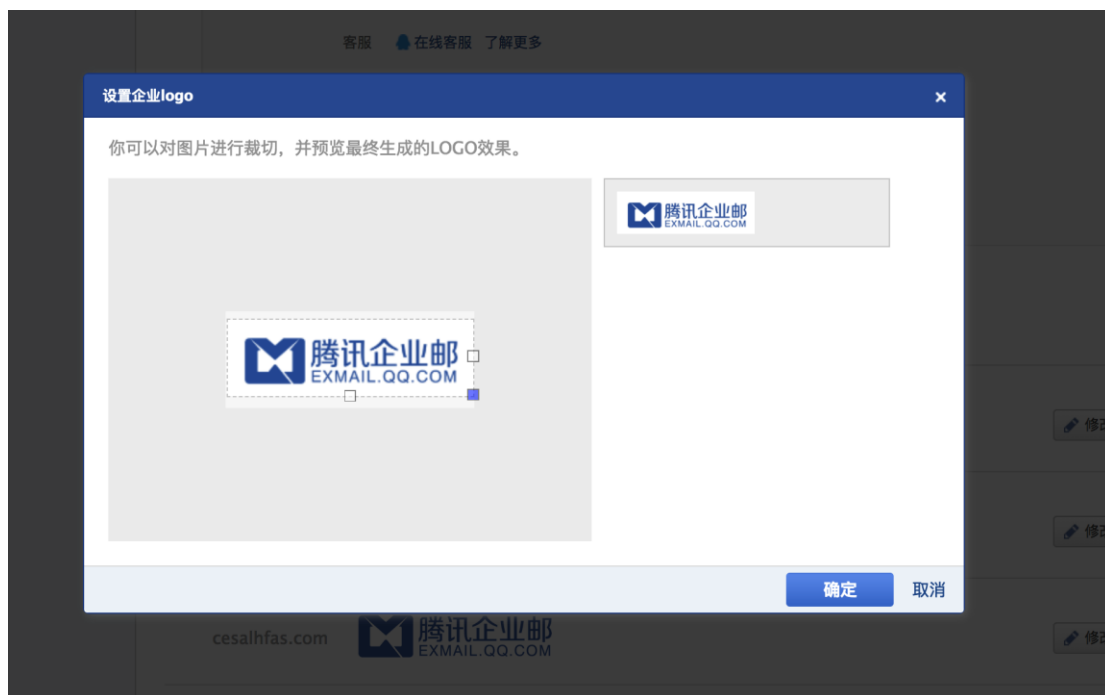 客服 在线客服 了解更多
设置企业logo ×
你可以对图片进行裁切，并预览最终生成的LOGO效果。
腾讯企业邮
EXMAIL.QQ.COM
腾讯企业邮
EXMAIL.QQ.COM
修改
修改
确定 取消
cesalhfas.com 腾讯企业邮 修改
EXMAIL.QQ.COM